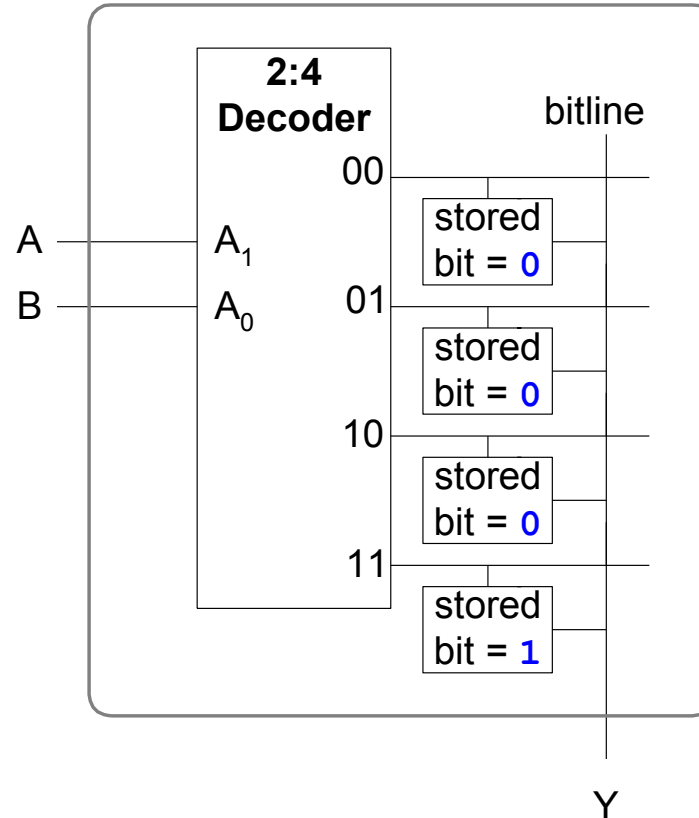 2:4
Decoder
bitline
00
stored
bit = 0
A
A1
B
A0
01
stored
bit = 0
10
stored
bit = 0
11
stored
bit = 1
Y